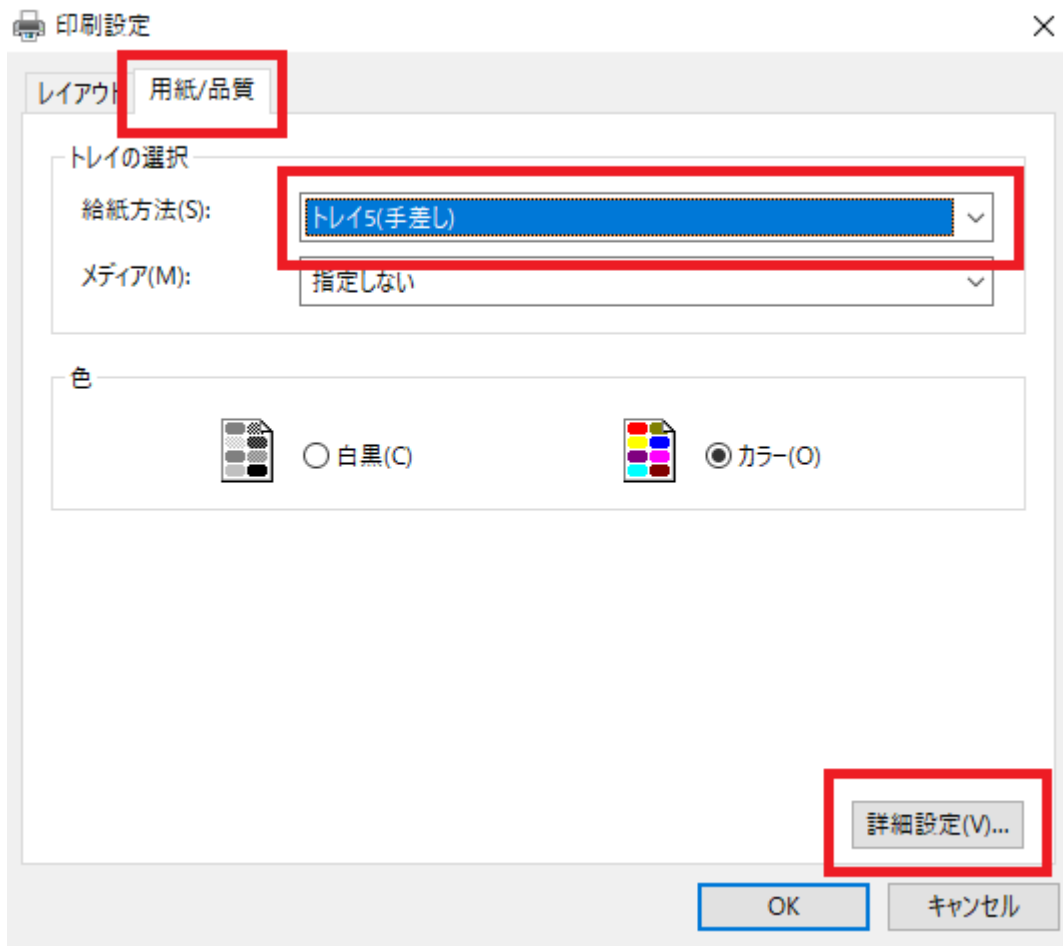 印刷設定
レイアウト 用紙/品質
トレイの選択
給紙方法(S): トレイ5(手差し)
メディア(M): 指定しない
色
白黒(C) カラー(O)
詳細設定(V)...
OK キャンセル